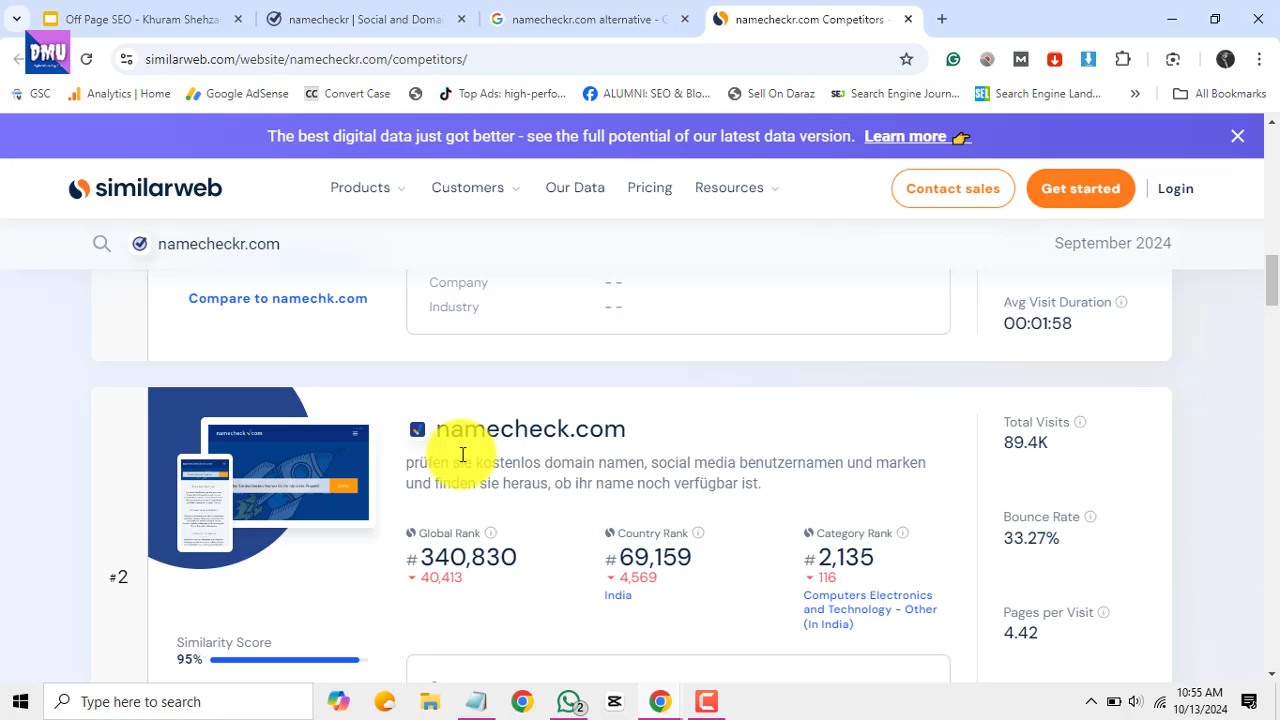 Off Page SEO - Khuram Shehza
namecheckr | Social and Doma
namecheckr.com alternative - G
namecheckr.com Competitors -
DMU
similarweb.com/website/namecheckr.com/competitors/
GSC
Analytics | Home
Google AdSense
Convert Case
Top Ads: high-perfo...
ALUMNI: SEO & Blo...
Sell On Daraz
Search Engine Journ...
Search Engine Land...
All Bookmarks
The best digital data just got better - see the full potential of our latest data version. Learn more
similarweb
Products
Customers
Our Data
Pricing
Resources
Contact sales
Get started
Login
namecheckr.com
September 2024
Compare to namechk.com
Company - -
Industry - -
Avg Visit Duration
00:01:58
#2
Similarity Score
95%
namecheck.com
prüfen sie kostenlos domain namen, social media benutzernamen und marken
und finden sie heraus, ob ihr name noch verfügbar ist.
Global Rank
#340,830
40,413
Country Rank
#69,159
4,569
India
Category Rank
#2,135
116
Computers Electronics
and Technology - Other
(In India)
Total Visits
89.4K
Bounce Rate
33.27%
Pages per Visit
4.42
Type here to search
2
10:55 AM
10/13/2024